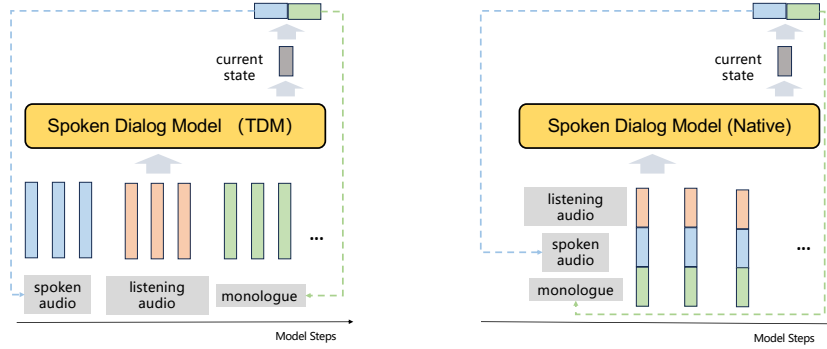 current
state
Spoken Dialog Model （TDM）
...
spoken
audio
listening
audio
monologue
Model Steps
current
state
Spoken Dialog Model (Native)
listening
audio
spoken
audio
monologue
...
Model Steps